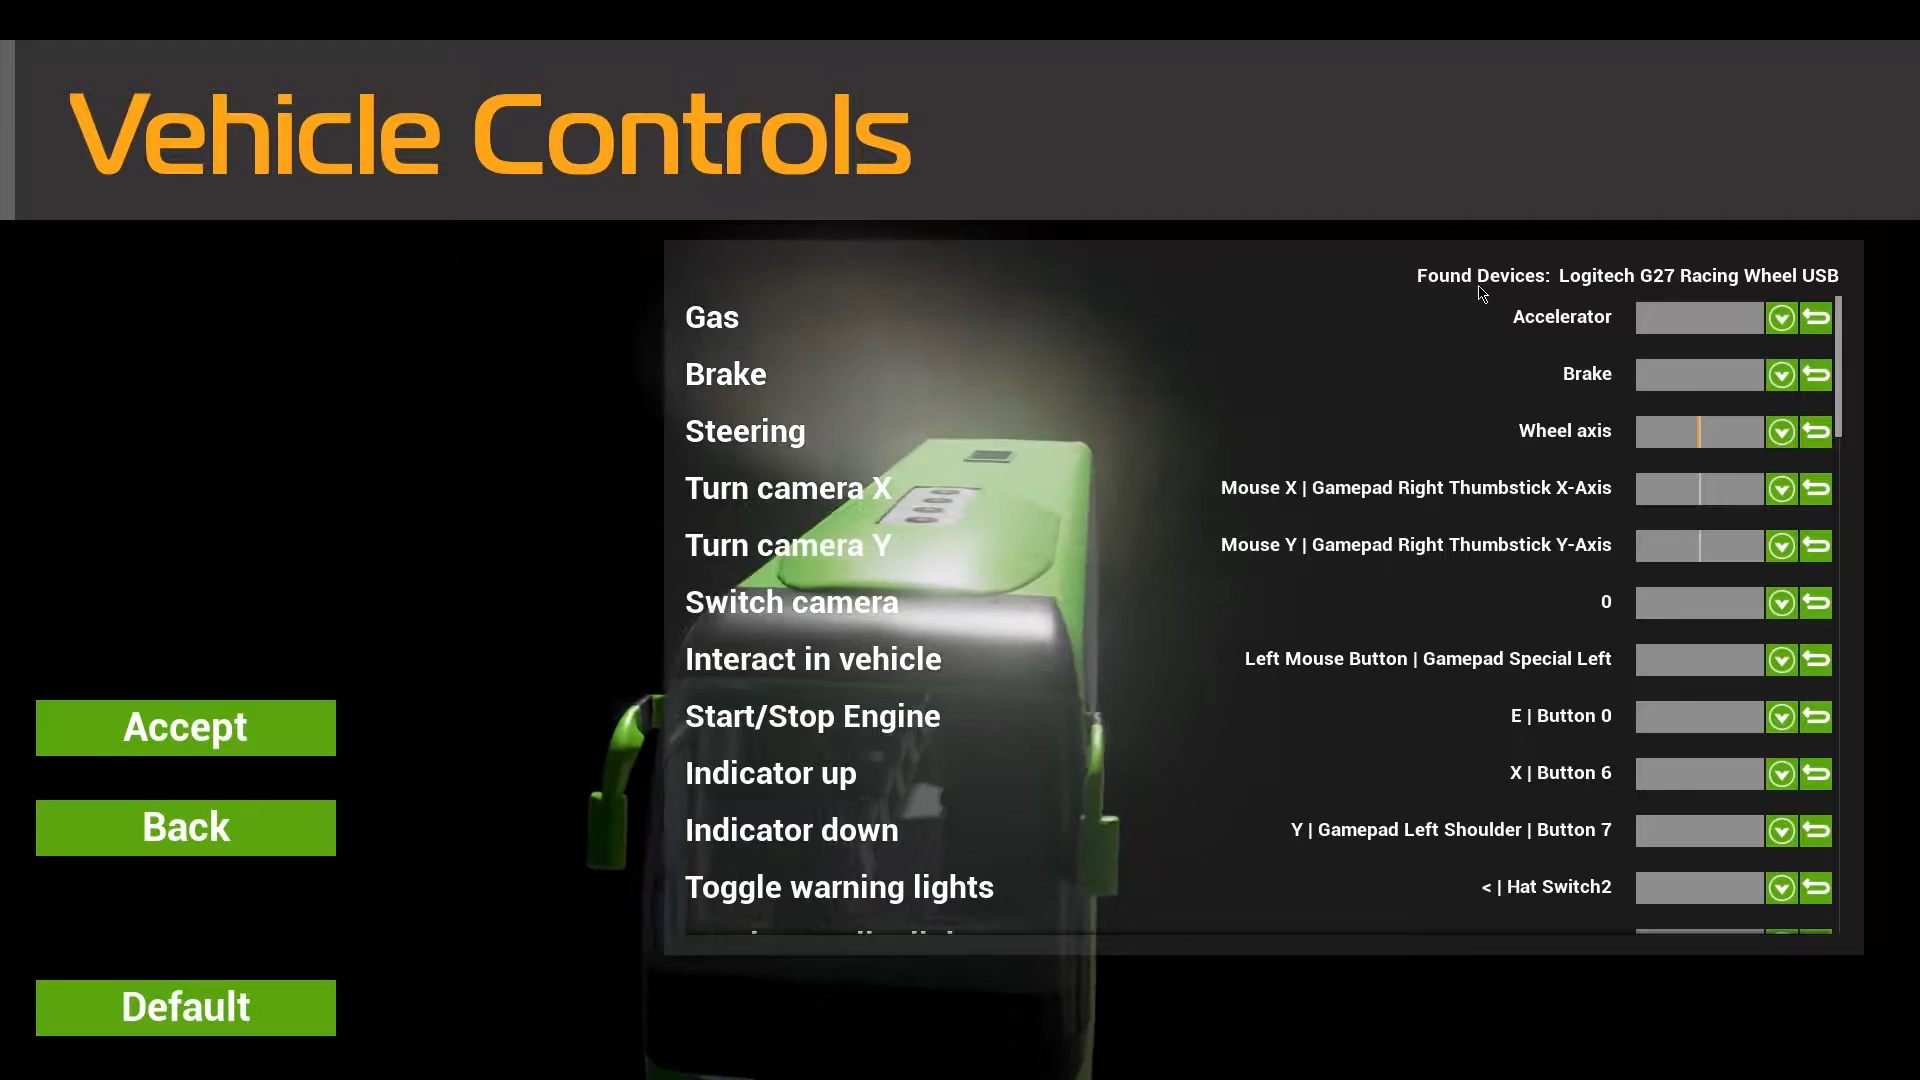 Vehicle Controls
Found Devices: Logitech G27 Racing Wheel USB
Gas Accelerator
Brake Brake
Steering Wheel axis
Turn camera X Mouse X | Gamepad Right Thumbstick X-Axis
Turn camera Y Mouse Y | Gamepad Right Thumbstick Y-Axis
Switch camera 0
Interact in vehicle Left Mouse Button | Gamepad Special Left
Start/Stop Engine E | Button 0
Indicator up X | Button 6
Indicator down Y | Gamepad Left Shoulder | Button 7
Toggle warning lights < | Hat Switch2
Accept
Back
Default